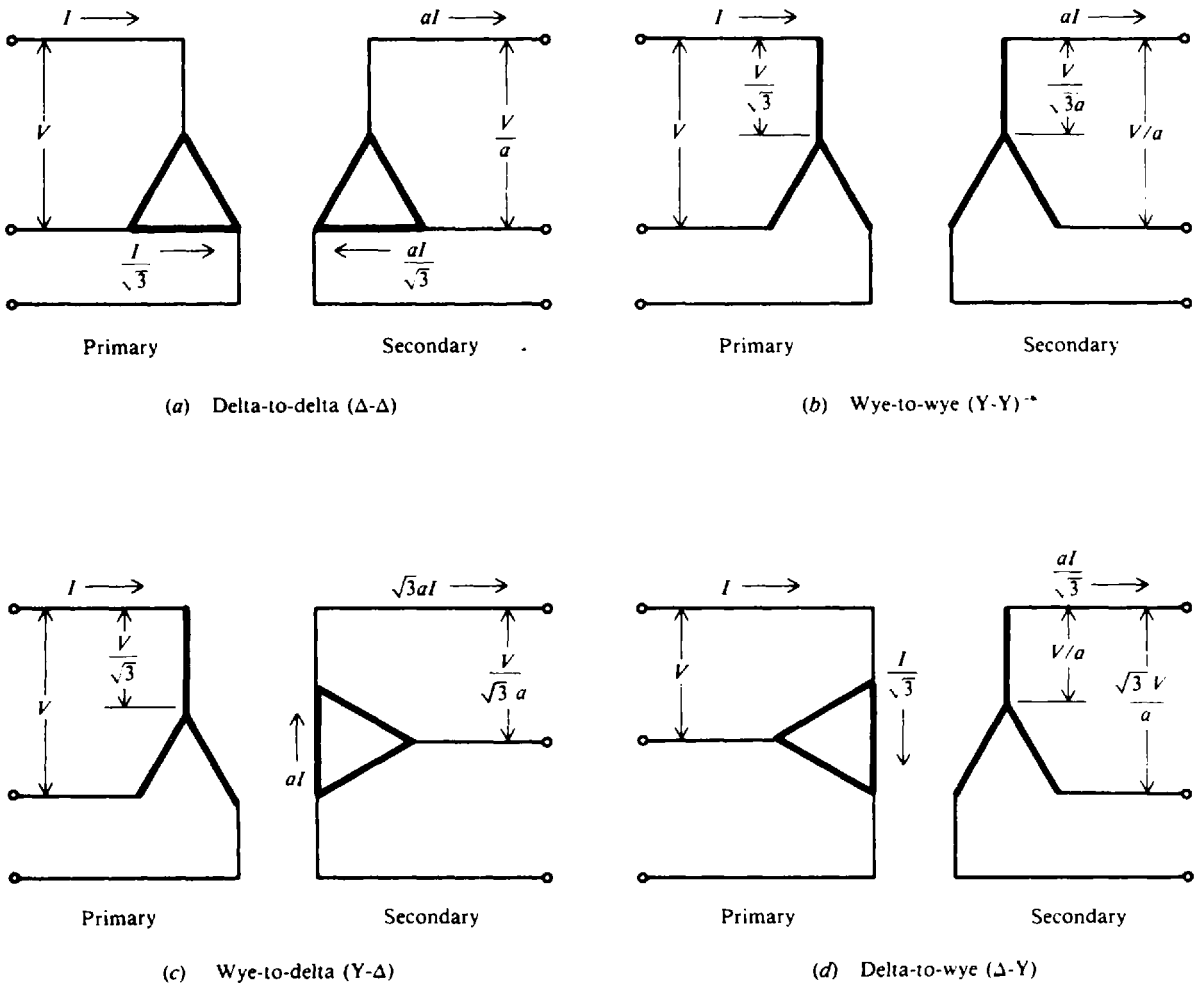 I → aI →
V V/a
I/√3 → ← aI/√3
Primary Secondary
(a) Delta-to-delta (Δ-Δ)
I → aI →
V V/√3 V/√3a V/a
Primary Secondary
(b) Wye-to-wye (Y-Y)
I → √3aI →
V V/√3 V/√3 a
↑ aI
Primary Secondary
(c) Wye-to-delta (Y-Δ)
I → aI/√3 →
V I/√3 ↓ V/a √3 V/a
Primary Secondary
(d) Delta-to-wye (Δ-Y)